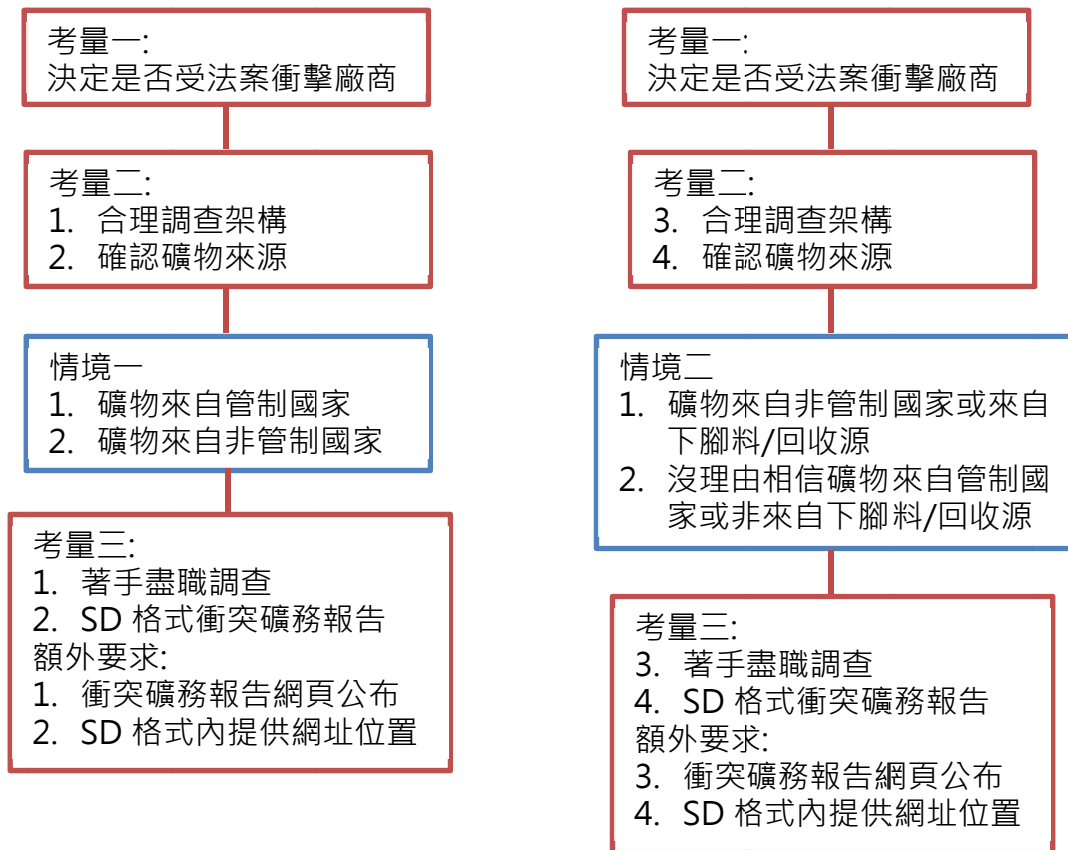 考量一:
決定是否受法案衝擊廠商
考量二:
1. 合理調查架構
2. 確認礦物來源
情境一
1. 礦物來自管制國家
2. 礦物來自非管制國家
考量三:
1. 著手盡職調查
2. SD 格式衝突礦務報告
額外要求:
1. 衝突礦務報告網頁公布
2. SD 格式內提供網址位置
考量一:
決定是否受法案衝擊廠商
考量二:
3. 合理調查架構
4. 確認礦物來源
情境二
1. 礦物來自非管制國家或來自
下腳料/回收源
2. 沒理由相信礦物來自管制國
家或非來自下腳料/回收源
考量三:
3. 著手盡職調查
4. SD 格式衝突礦務報告
額外要求:
3. 衝突礦務報告網頁公布
4. SD 格式內提供網址位置